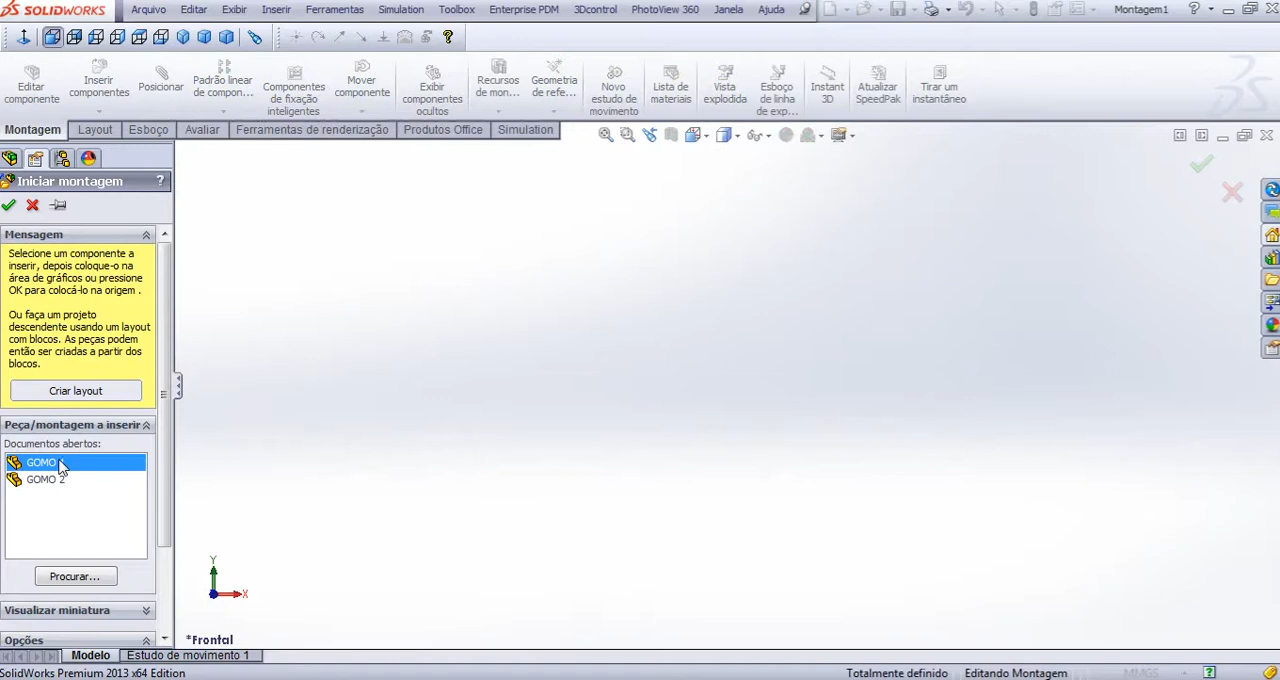 SOLIDWORKS Arquivo Editar Exibir Inserir Ferramentas Simulation Toolbox Enterprise PDM 3Dcontrol PhotoView 360 Janela Ajuda Montagem1
Editar componente
Inserir componentes
Posicionar
Padrão linear de compon...
Componentes de fixação inteligentes
Mover componente
Exibir componentes ocultos
Recursos de mon...
Geometria de refe...
Novo estudo de movimento
Lista de materiais
Vista explodida
Esboço de linha de exp...
Instant 3D
Atualizar SpeedPak
Tirar um instantâneo
Montagem Layout Esboço Avaliar Ferramentas de renderização Produtos Office Simulation
Iniciar montagem ?
Mensagem
Selecione um componente a
inserir, depois coloque-o na
área de gráficos ou pressione
OK para colocá-lo na origem .
Ou faça um projeto
descendente usando um layout
com blocos. As peças podem
então ser criadas a partir dos
blocos.
Criar layout
Peça/montagem a inserir
Documentos abertos:
GOMO
GOMO 2
Procurar...
Visualizar miniatura
Opções
Y
X
*Frontal
Modelo Estudo de movimento 1
SolidWorks Premium 2013 x64 Edition Totalmente definido Editando Montagem MMGS